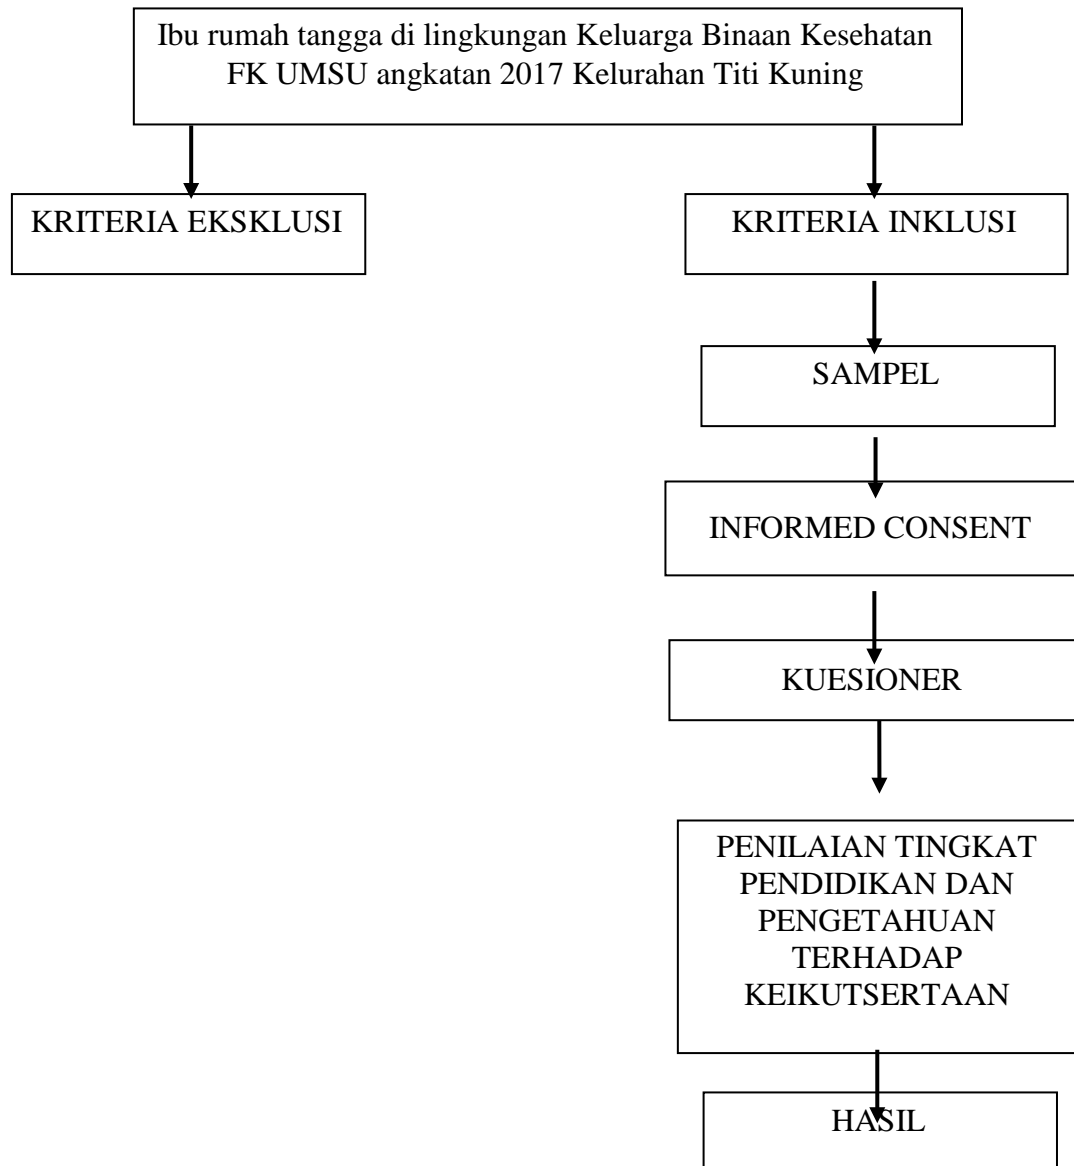 Ibu rumah tangga di lingkungan Keluarga Binaan Kesehatan
FK UMSU angkatan 2017 Kelurahan Titi Kuning
KRITERIA EKSKLUSI
KRITERIA INKLUSI
SAMPEL
INFORMED CONSENT
KUESIONER
PENILAIAN TINGKAT
PENDIDIKAN DAN
PENGETAHUAN
TERHADAP
KEIKUTSERTAAN
HASIL